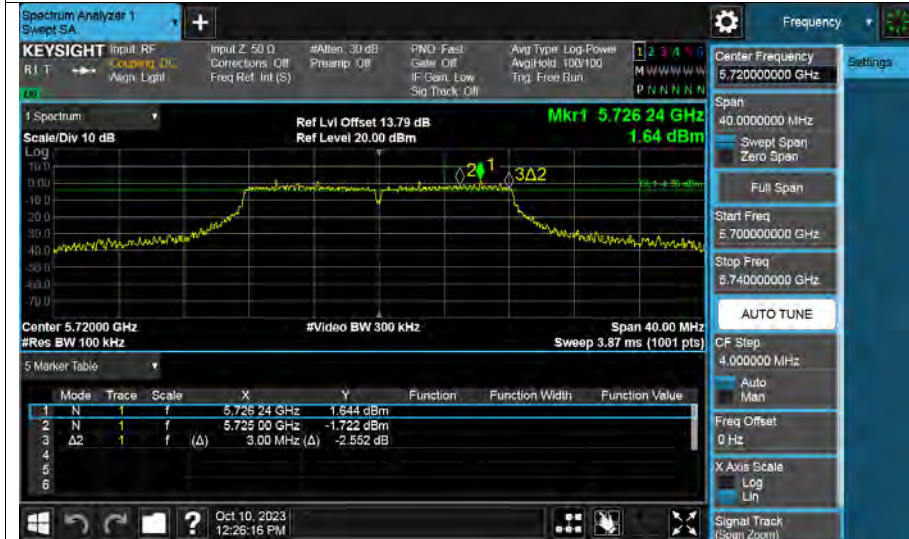 Spectrum Analyzer 1
Swept SA
+
Frequency
KEYSIGHT Input: RF Input Z: 50 Ω #Atten: 30 dB PNO: Fast Avg Type: Log-Power 1 2 3 4 5 6
Coupling: DC Corrections: Off Preamp: Off Gate: Off Avg|Hold: 100/100 M W W W W W
Align: Light Freq Ref: Int (S) IF Gain: Low Trig: Free Run
Sig Track: Off P N N N N N
Center Frequency
5.720000000 GHz
Settings
1 Spectrum
Ref Lvl Offset 13.79 dB Mkr1 5.726 24 GHz
Scale/Div 10 dB Ref Level 20.00 dBm 1.64 dBm
Log
10.0
0.00
-10.0
-20.0
-30.0
-40.0
-50.0
-60.0
-70.0
2 1 3Δ2
Center 5.72000 GHz #Video BW 300 kHz Span 40.00 MHz
#Res BW 100 kHz Sweep 3.87 ms (1001 pts)
Span
40.0000000 MHz
Swept Span
Zero Span
Full Span
Start Freq
5.700000000 GHz
Stop Freq
5.740000000 GHz
AUTO TUNE
CF Step
4.000000 MHz
Auto
Man
Freq Offset
0 Hz
X Axis Scale
Log
Lin
Signal Track
(Span Zoom)
5 Marker Table
Mode Trace Scale X Y Function Function Width Function Value
1 N 1 f 5.726 24 GHz 1.644 dBm
2 N 1 f 5.725 00 GHz -1.722 dBm
3 Δ2 1 f (Δ) 3.00 MHz (Δ) -2.552 dB
4
5
6
?
Oct 10, 2023
12:26:16 PM